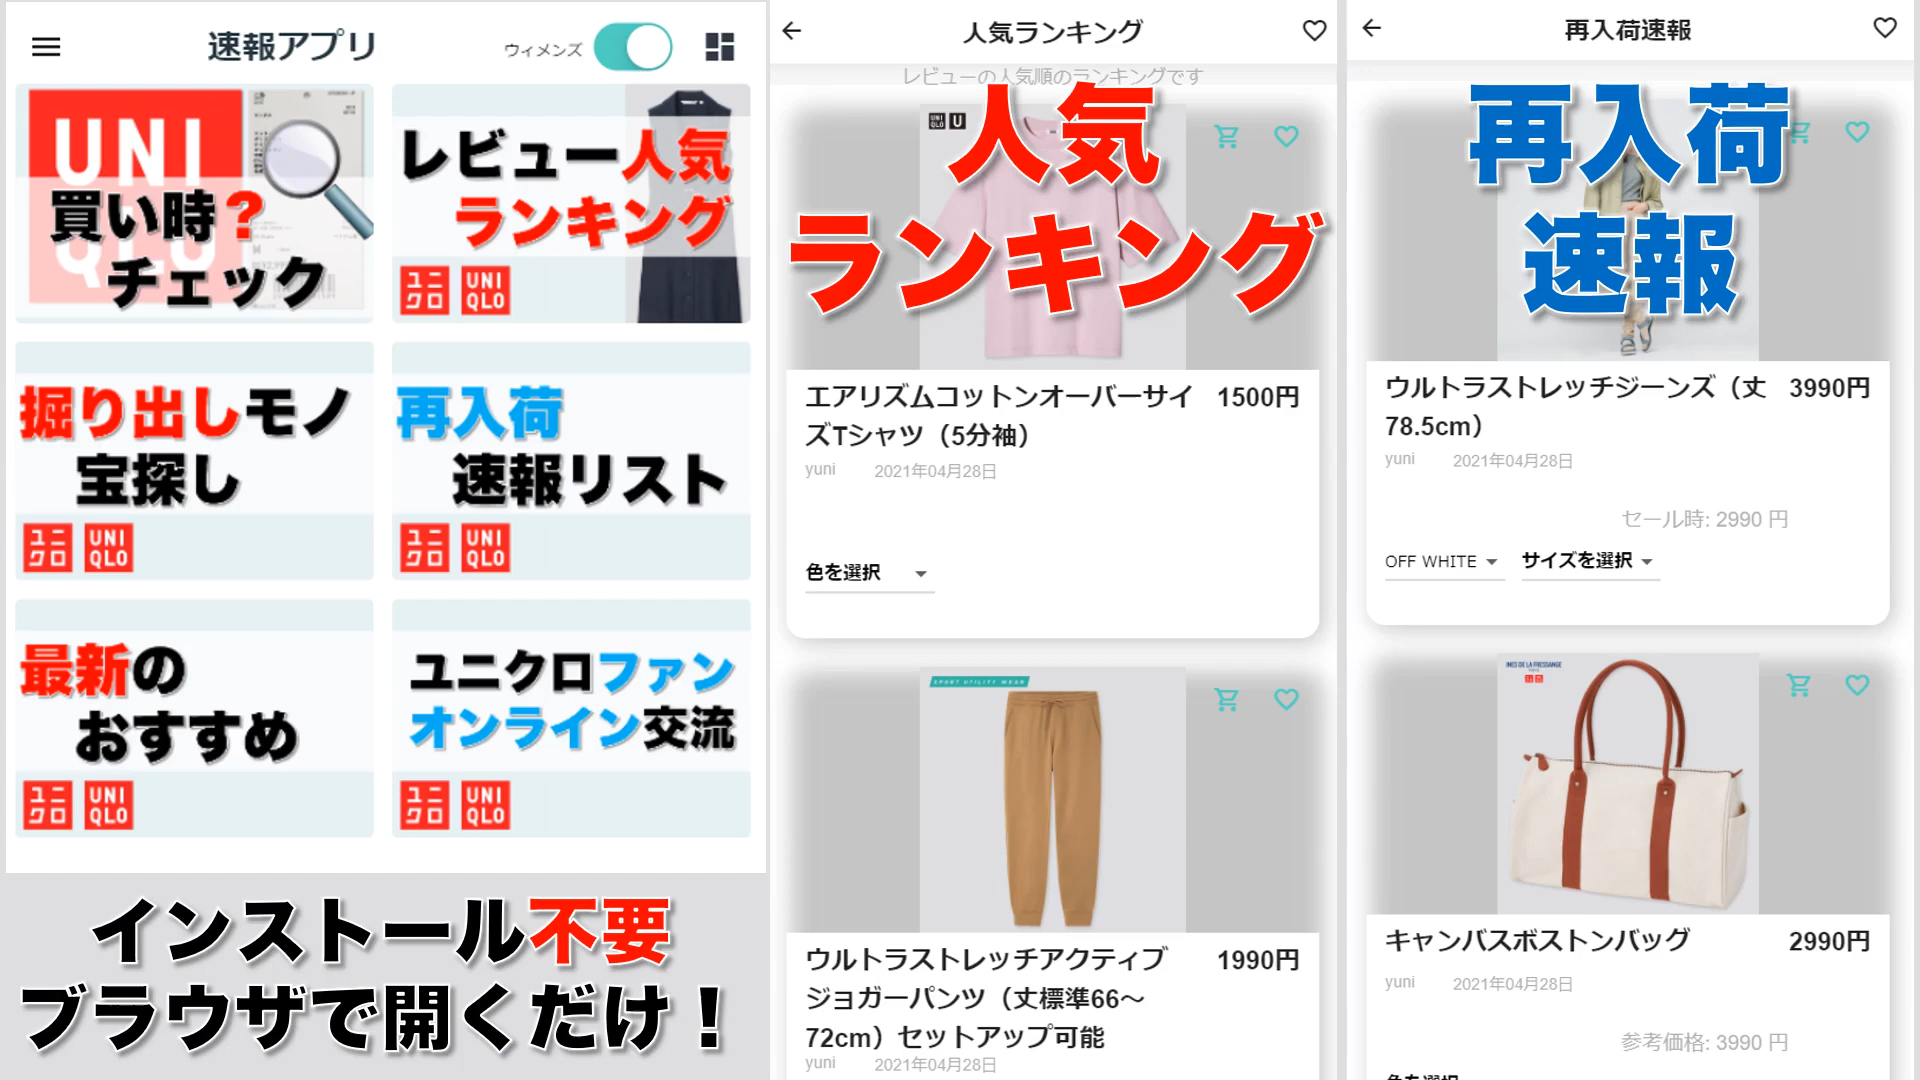 速報アプリ
ウィメンズ
UNI
QLO
買い時？
チェック
レビュー人気
ランキング
ユニ
クロ
UNI
QLO
掘り出しモノ
宝探し
ユニ
クロ
UNI
QLO
再入荷
速報リスト
ユニ
クロ
UNI
QLO
最新の
おすすめ
ユニ
クロ
UNI
QLO
ユニクロファン
オンライン交流
ユニ
クロ
UNI
QLO
インストール不要
ブラウザで開くだけ！
人気ランキング
レビューの人気順のランキングです
UNI
QLO
U
人気
ランキング
エアリズムコットンオーバーサイ
ズTシャツ（5分袖）
1500円
yuni 2021年04月28日
色を選択
SPORT UTILITY WEAR
ウルトラストレッチアクティブ
ジョガーパンツ（丈標準66〜
72cm）セットアップ可能
1990円
yuni 2021年04月28日
再入荷速報
再入荷
速報
ウルトラストレッチジーンズ（丈
78.5cm）
3990円
yuni 2021年04月28日
セール時: 2990 円
OFF WHITE サイズを選択
INES DE LA FRESSANGE
キャンバスボストンバッグ 2990円
yuni 2021年04月28日
参考価格: 3990 円
色を選択